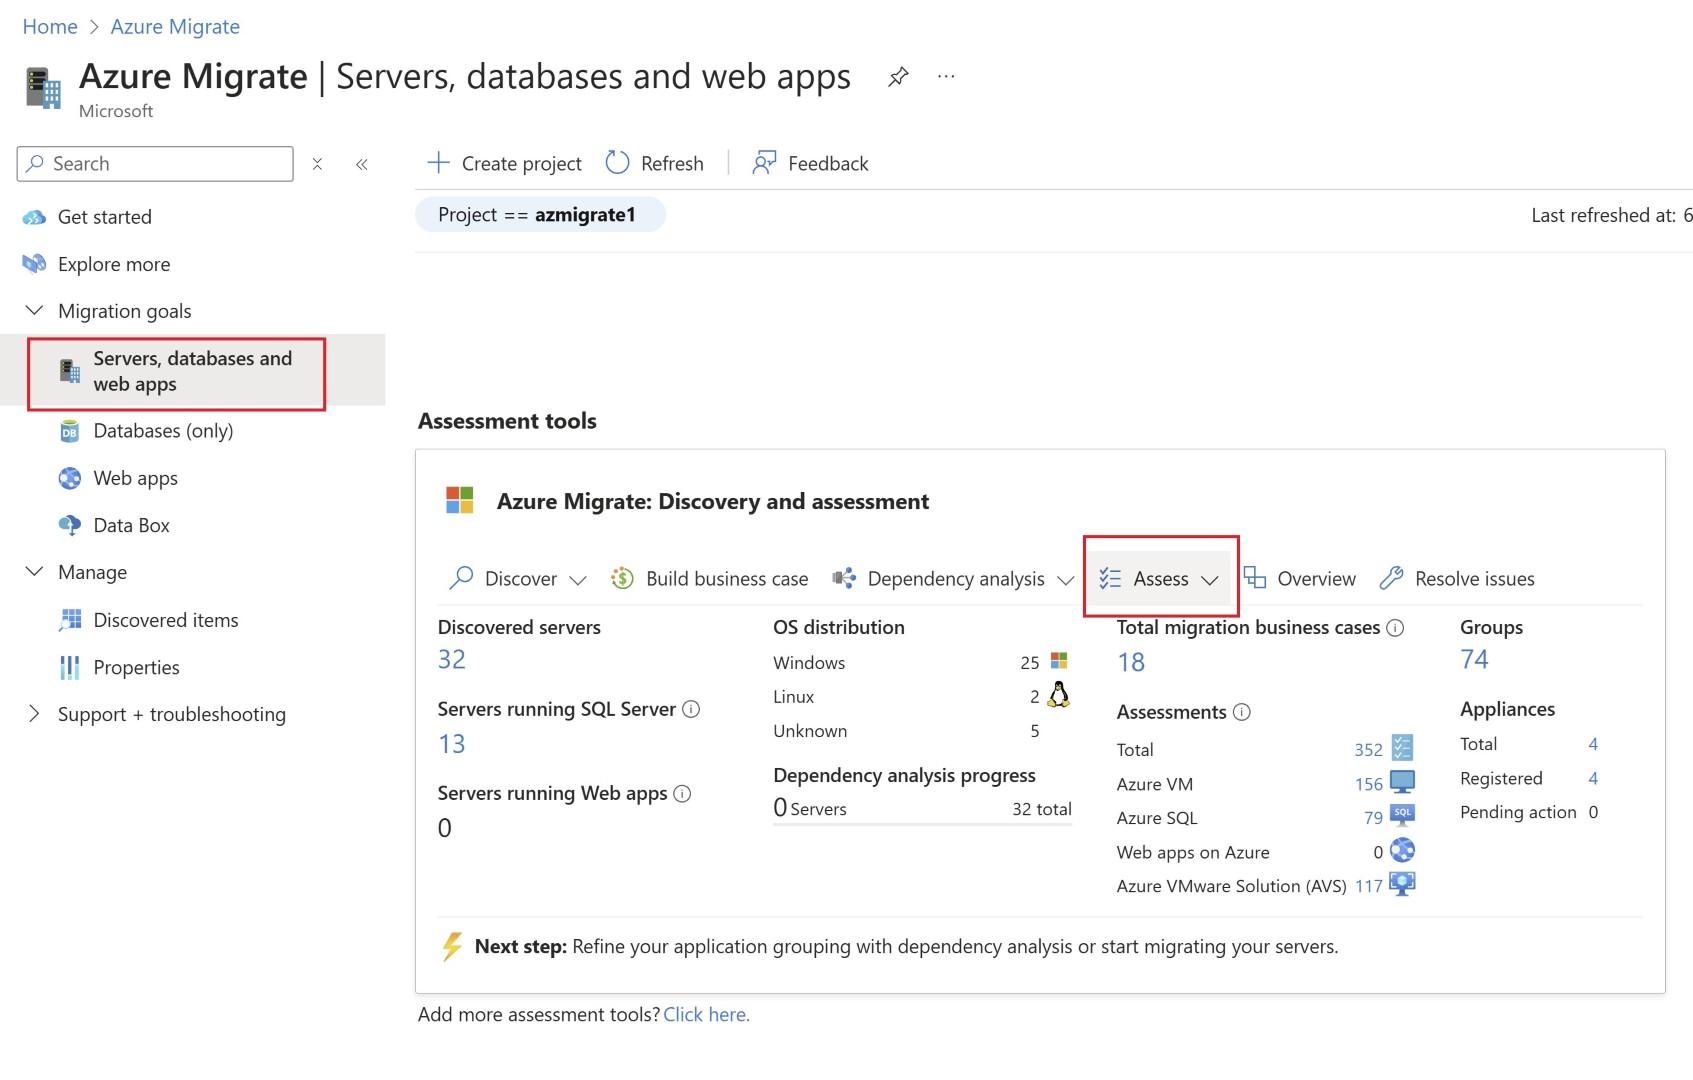 Home > Azure Migrate
Azure Migrate | Servers, databases and web apps
Microsoft
Search
Create project
Refresh
Feedback
Get started
Explore more
Migration goals
Servers, databases and
web apps
Databases (only)
Web apps
Data Box
Manage
Discovered items
Properties
Support + troubleshooting
Project == azmigrate1
Last refreshed at: 6
Assessment tools
Azure Migrate: Discovery and assessment
Discover
Build business case
Dependency analysis
Assess
Overview
Resolve issues
Discovered servers
32
Servers running SQL Server
13
Servers running Web apps
0
OS distribution
Windows 25
Linux 2
Unknown 5
Dependency analysis progress
0 Servers 32 total
Total migration business cases
18
Assessments
Total 352
Azure VM 156
Azure SQL 79
SQL
Web apps on Azure 0
Azure VMware Solution (AVS) 117
Groups
74
Appliances
Total 4
Registered 4
Pending action 0
Next step: Refine your application grouping with dependency analysis or start migrating your servers.
Add more assessment tools? Click here.
DB